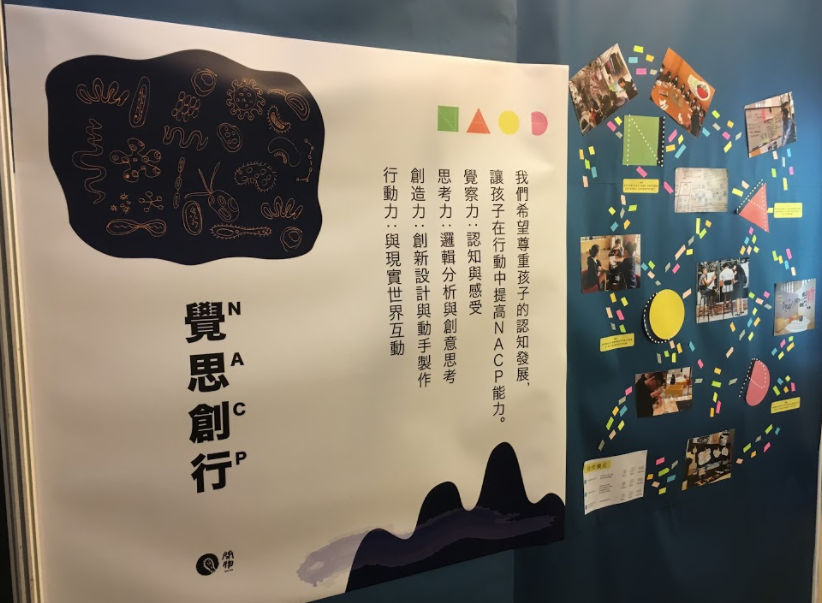 我們希望尊重孩子的認知發展，
讓孩子在行動中提高NACP能力。
覺察力：認知與感受
思考力：邏輯分析與創意思考
創造力：創新設計與動手製作
行動力：與現實世界互動
覺思創行
NACP